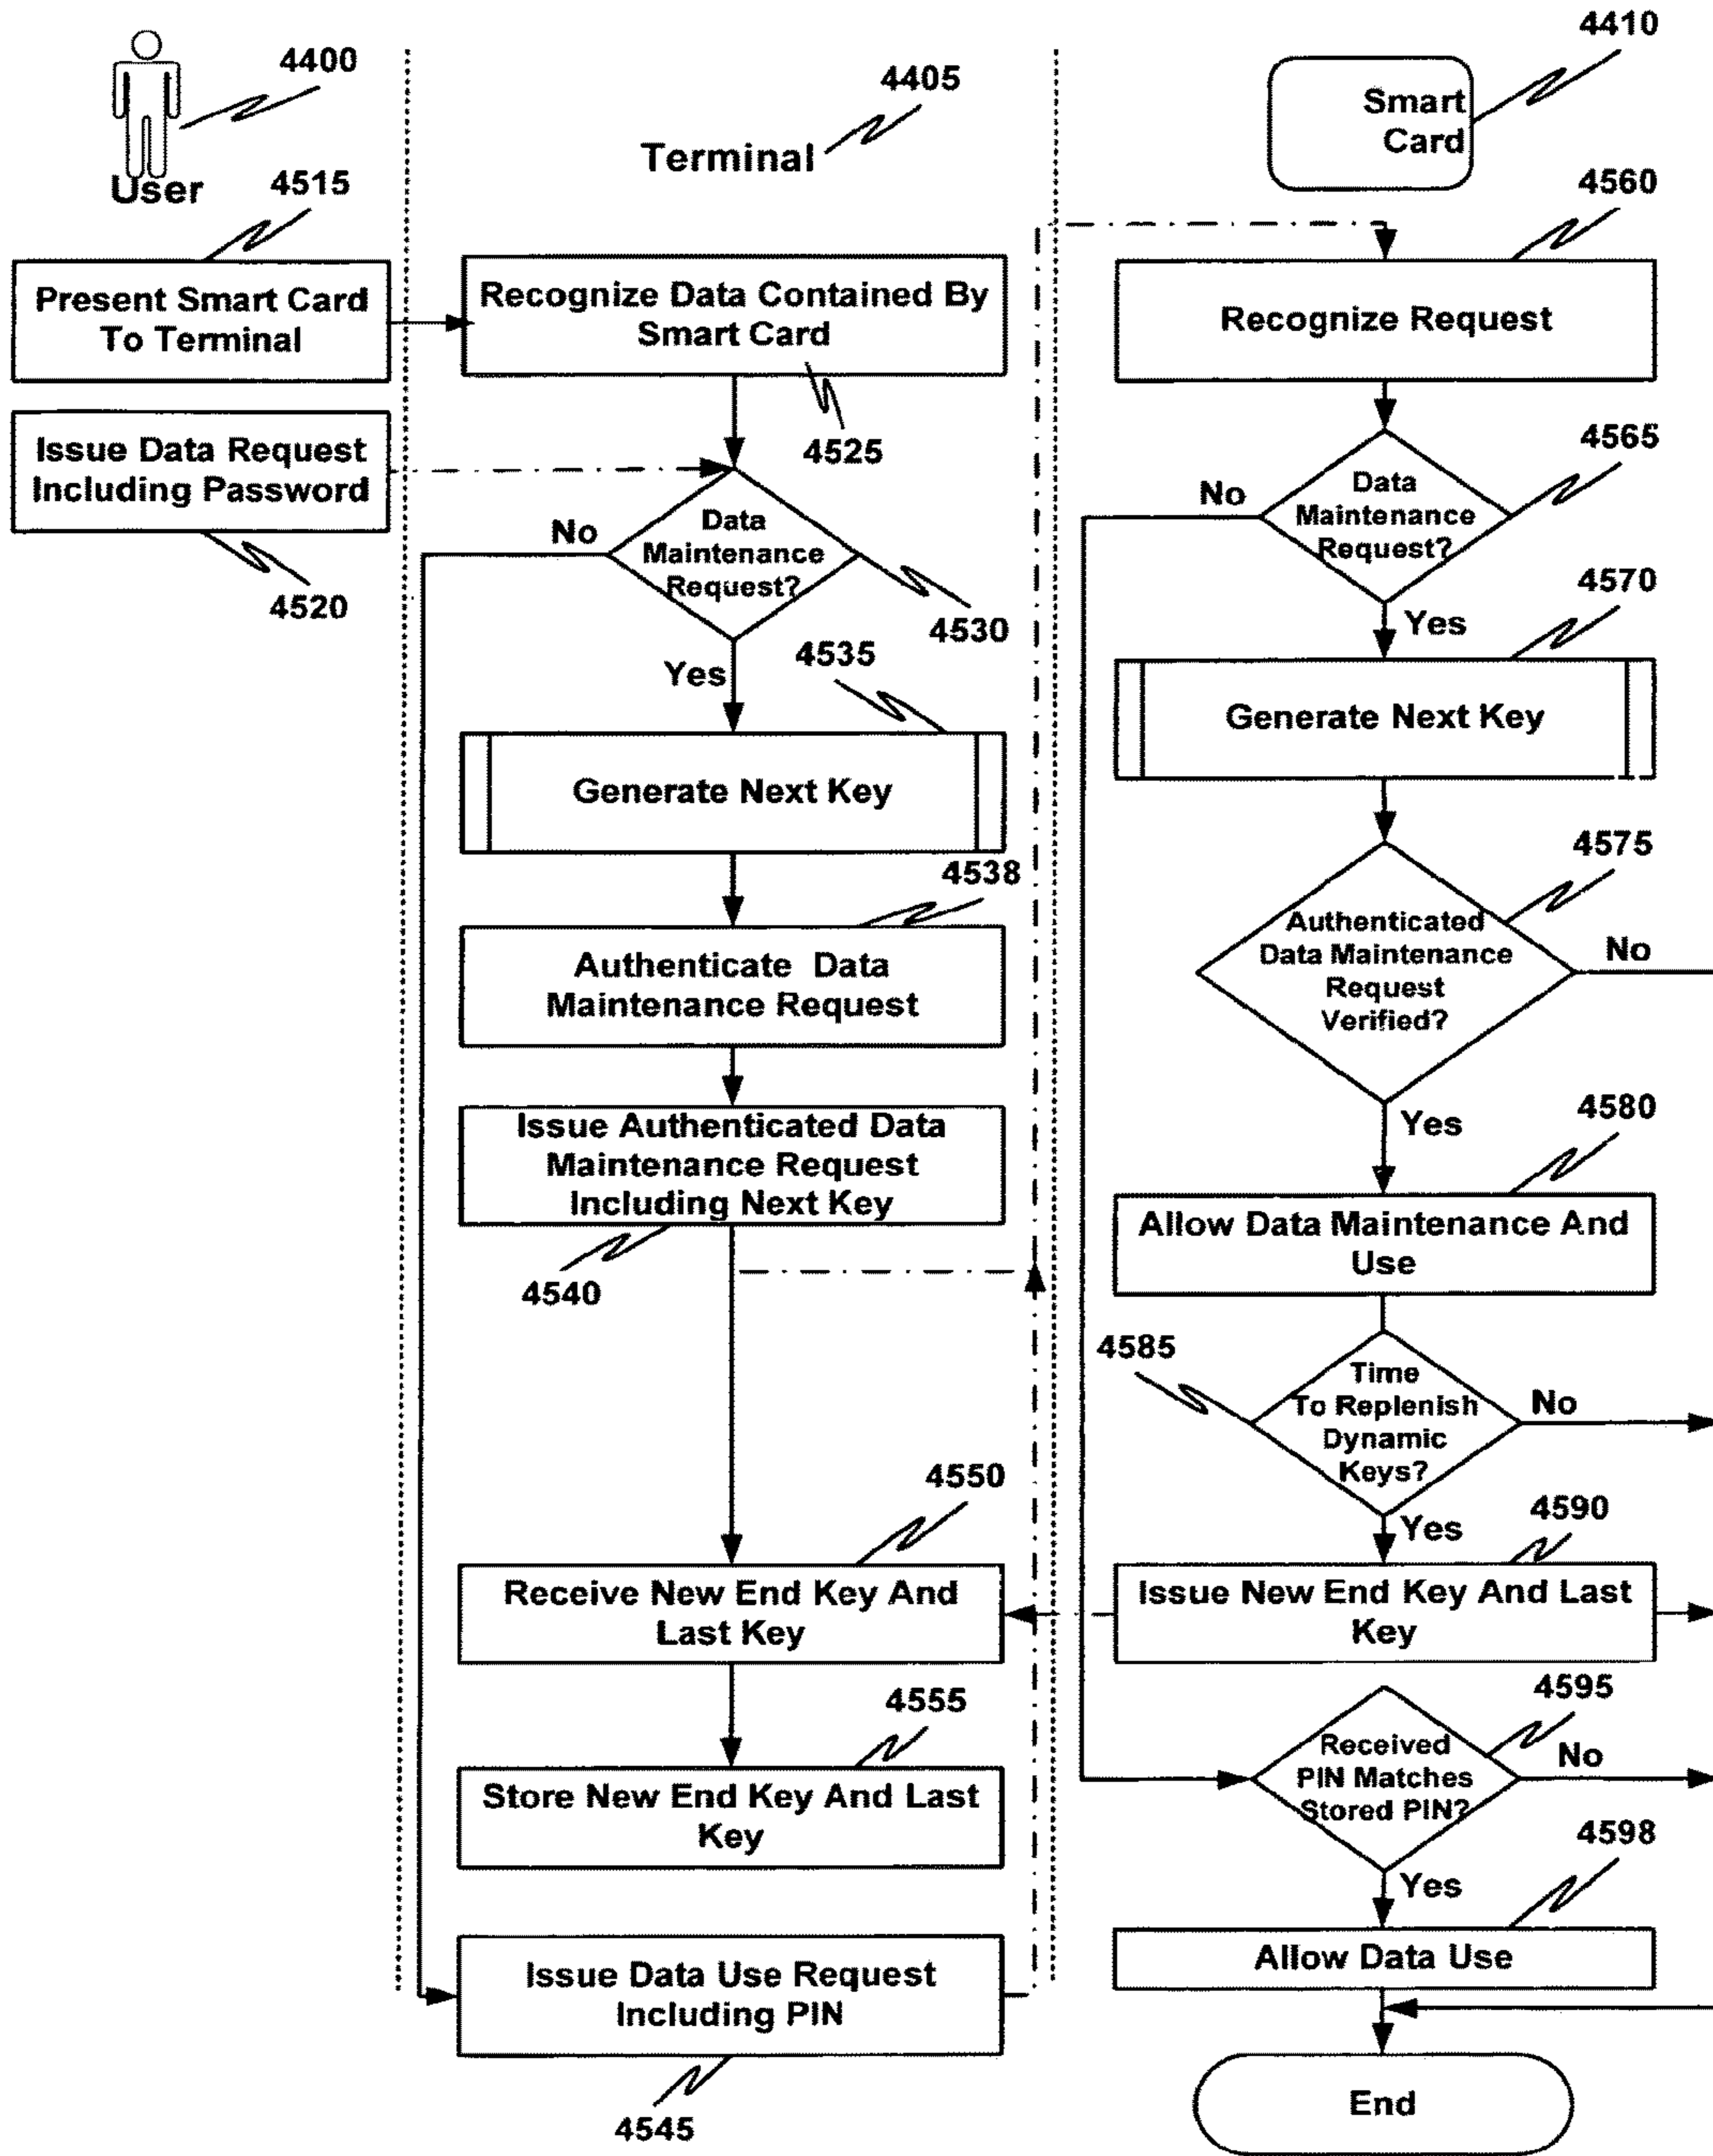 4400
User
4405
Terminal
4410
Smart
Card
4515
Present Smart Card
To Terminal
Issue Data Request
Including Password
4520
Recognize Data Contained By
Smart Card
4525
Data
Maintenance
Request?
No
4530
Yes
4535
Generate Next Key
4538
Authenticate Data
Maintenance Request
Issue Authenticated Data
Maintenance Request
Including Next Key
4540
4550
Receive New End Key And
Last Key
4555
Store New End Key And Last
Key
Issue Data Use Request
Including PIN
4545
4560
Recognize Request
4565
No
Data
Maintenance
Request?
4570
Yes
Generate Next Key
4575
Authenticated
Data Maintenance
Request
Verified?
No
Yes
4580
Allow Data Maintenance And
Use
4585
Time
To Replenish
Dynamic
Keys?
No
Yes
4590
Issue New End Key And Last
Key
4595
Received
PIN Matches
Stored PIN?
No
4598
Yes
Allow Data Use
End